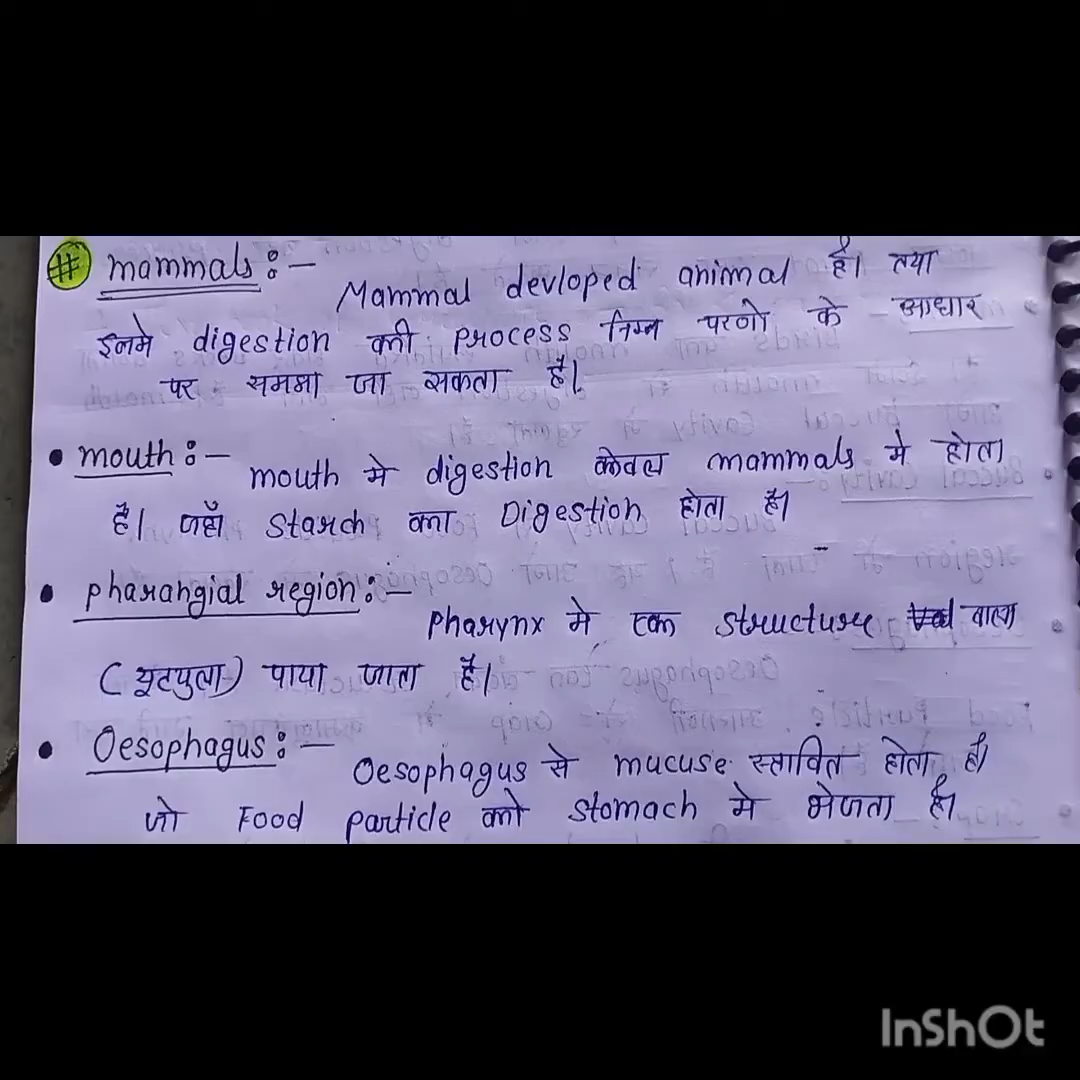 # mammals :-
Mammal devloped animal है। तथा
इनमे digestion की process निम्न चरणो के आधार
पर समझा जा सकता है।
• mouth :-
mouth मे digestion केवल mammals मे होता
है। जहाँ starch का Digestion होता है।
• pharangial region :-
pharynx मे एक structure वाल्व
() पाया जाता है।
• Oesophagus :-
Oesophagus से mucuse स्त्रावित होता है।
जो Food particle को stomach मे भेजता है।
InShOt